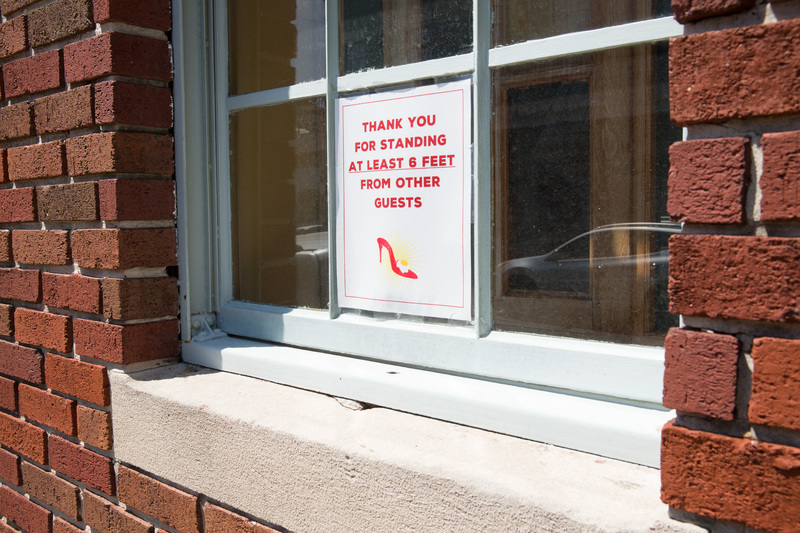 THANK YOU
FOR STANDING
AT LEAST 6 FEET
FROM OTHER
GUESTS